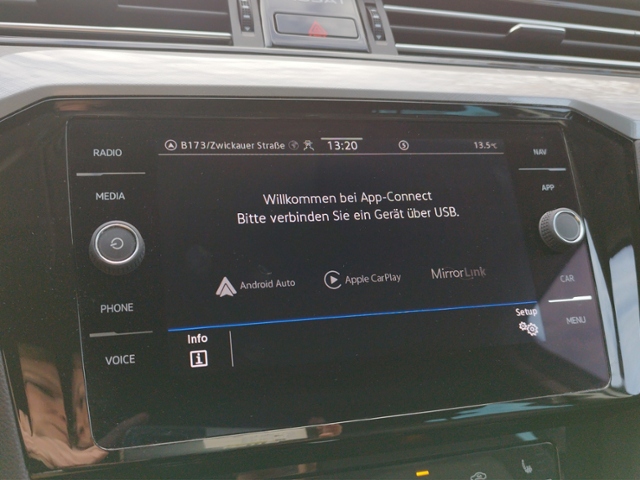 RADIO
MEDIA
PHONE
VOICE
B173/Zwickauer Straße
13:20
13.5°C
Willkommen bei App-Connect
Bitte verbinden Sie ein Gerät über USB.
Android Auto
Apple CarPlay
MirrorLink
Info
i
Setup
NAV
APP
CAR
MENU